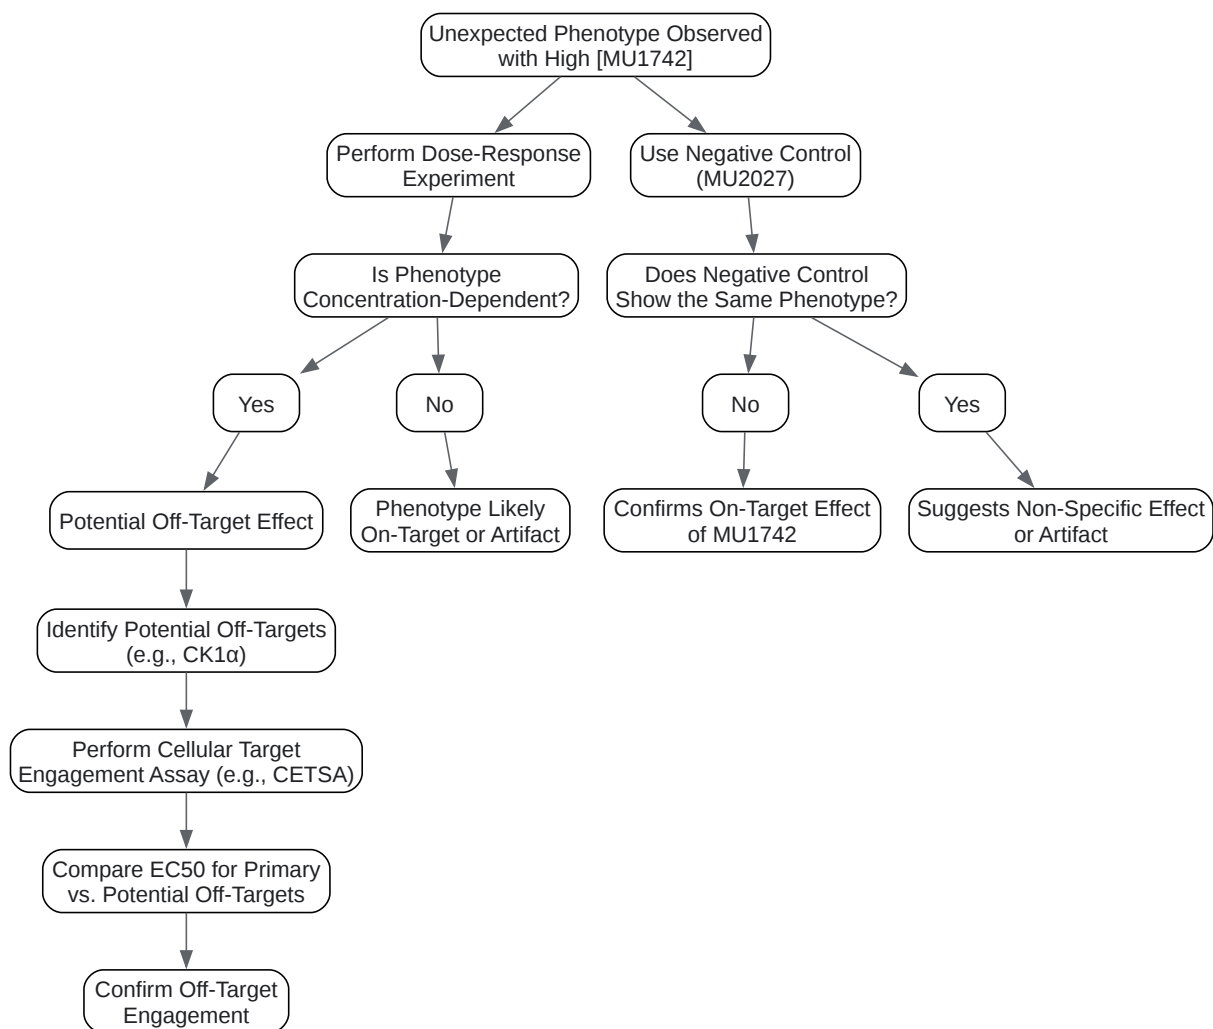 Unexpected Phenotype Observed
with High [MU1742]
Perform Dose-Response
Experiment
Use Negative Control
(MU2027)
Is Phenotype
Concentration-Dependent?
Does Negative Control
Show the Same Phenotype?
Yes
No
No
Yes
Potential Off-Target Effect
Phenotype Likely
On-Target or Artifact
Confirms On-Target Effect
of MU1742
Suggests Non-Specific Effect
or Artifact
Identify Potential Off-Targets
(e.g., CK1α)
Perform Cellular Target
Engagement Assay (e.g., CETSA)
Compare EC50 for Primary
vs. Potential Off-Targets
Confirm Off-Target
Engagement